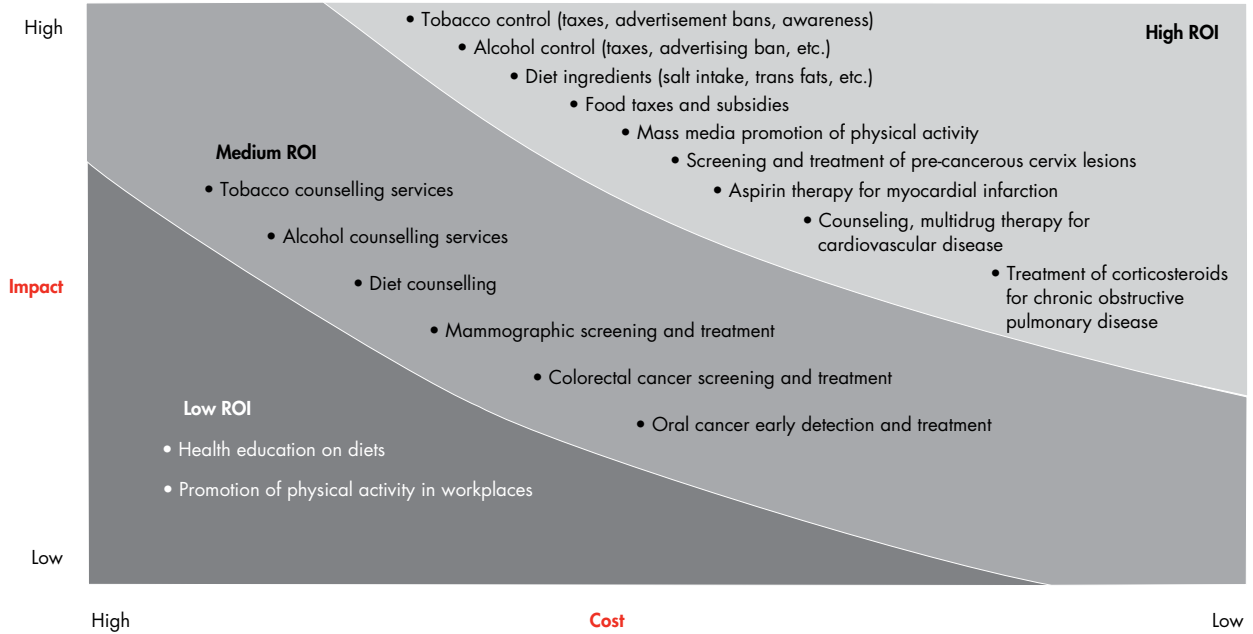 High
• Tobacco control (taxes, advertisement bans, awareness)
High ROI
• Alcohol control (taxes, advertising ban, etc.)
• Diet ingredients (salt intake, trans fats, etc.)
• Food taxes and subsidies
• Mass media promotion of physical activity
• Screening and treatment of pre-cancerous cervix lesions
• Aspirin therapy for myocardial infarction
• Counseling, multidrug therapy for
cardiovascular disease
• Treatment of corticosteroids
for chronic obstructive
pulmonary disease
Medium ROI
• Tobacco counselling services
• Alcohol counselling services
• Diet counselling
• Mammographic screening and treatment
• Colorectal cancer screening and treatment
• Oral cancer early detection and treatment
Impact
Low ROI
• Health education on diets
• Promotion of physical activity in workplaces
Low
High
Cost
Low